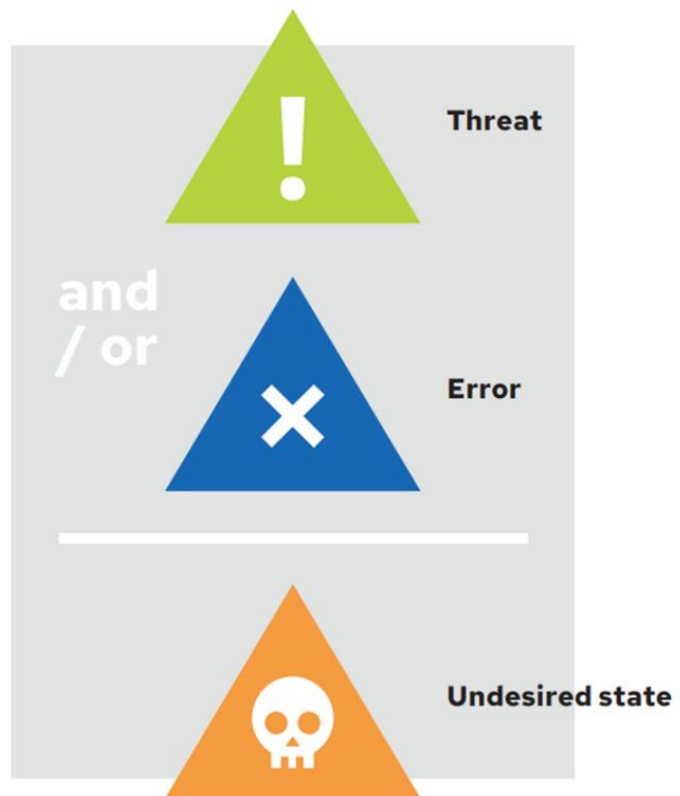 !
Threat
and
/ or
Error
Undesired state